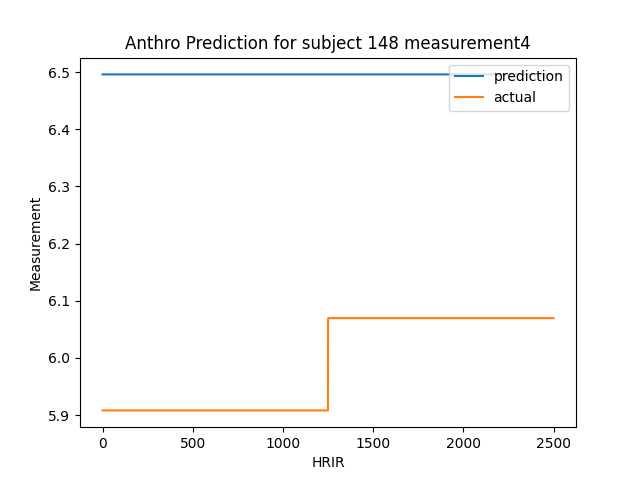 Anthro Prediction for subject 148 measurement4
prediction
actual
6.5
6.4
6.3
6.2
6.1
6.0
5.9
Measurement
0 500 1000 1500 2000 2500
HRIR